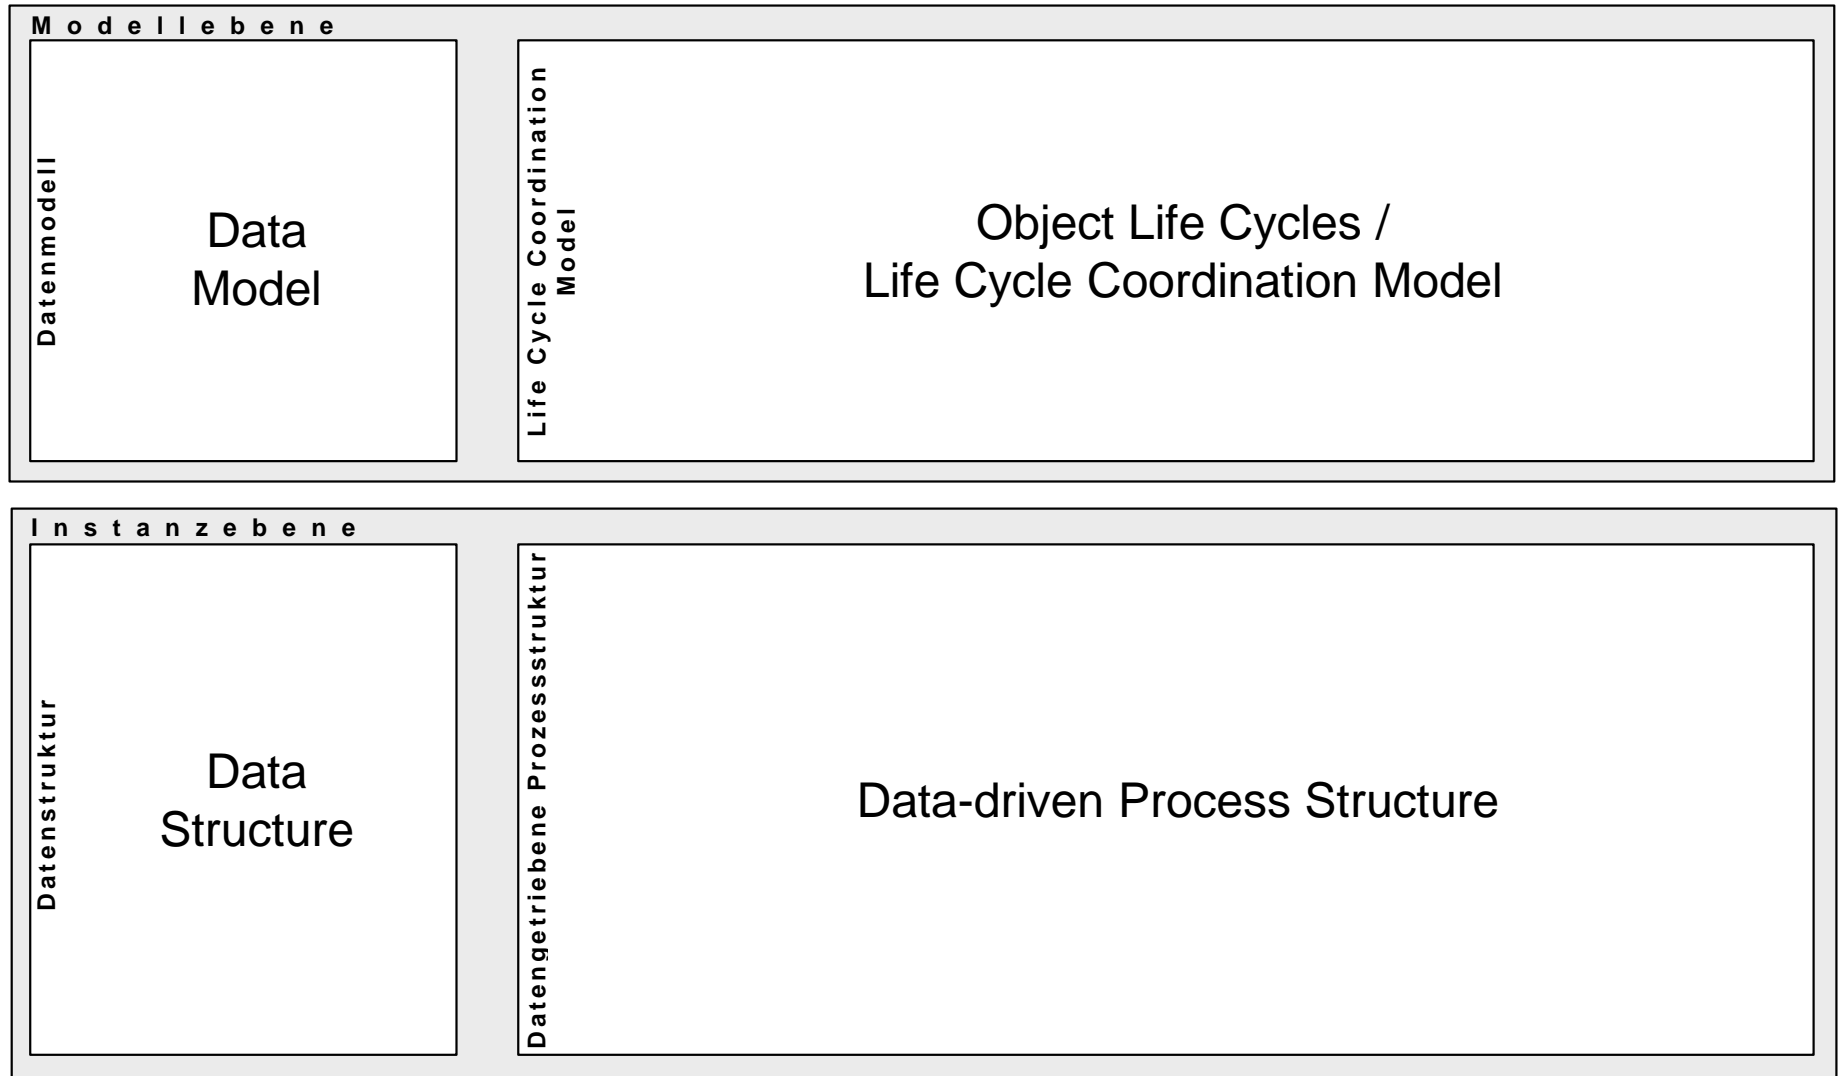 Modellebene
Datenmodell
Data
Model
Life Cycle Coordination
Model
Object Life Cycles /
Life Cycle Coordination Model
Instanzebene
Datenstruktur
Data
Structure
Datengetriebene Prozessstruktur
Data-driven Process Structure